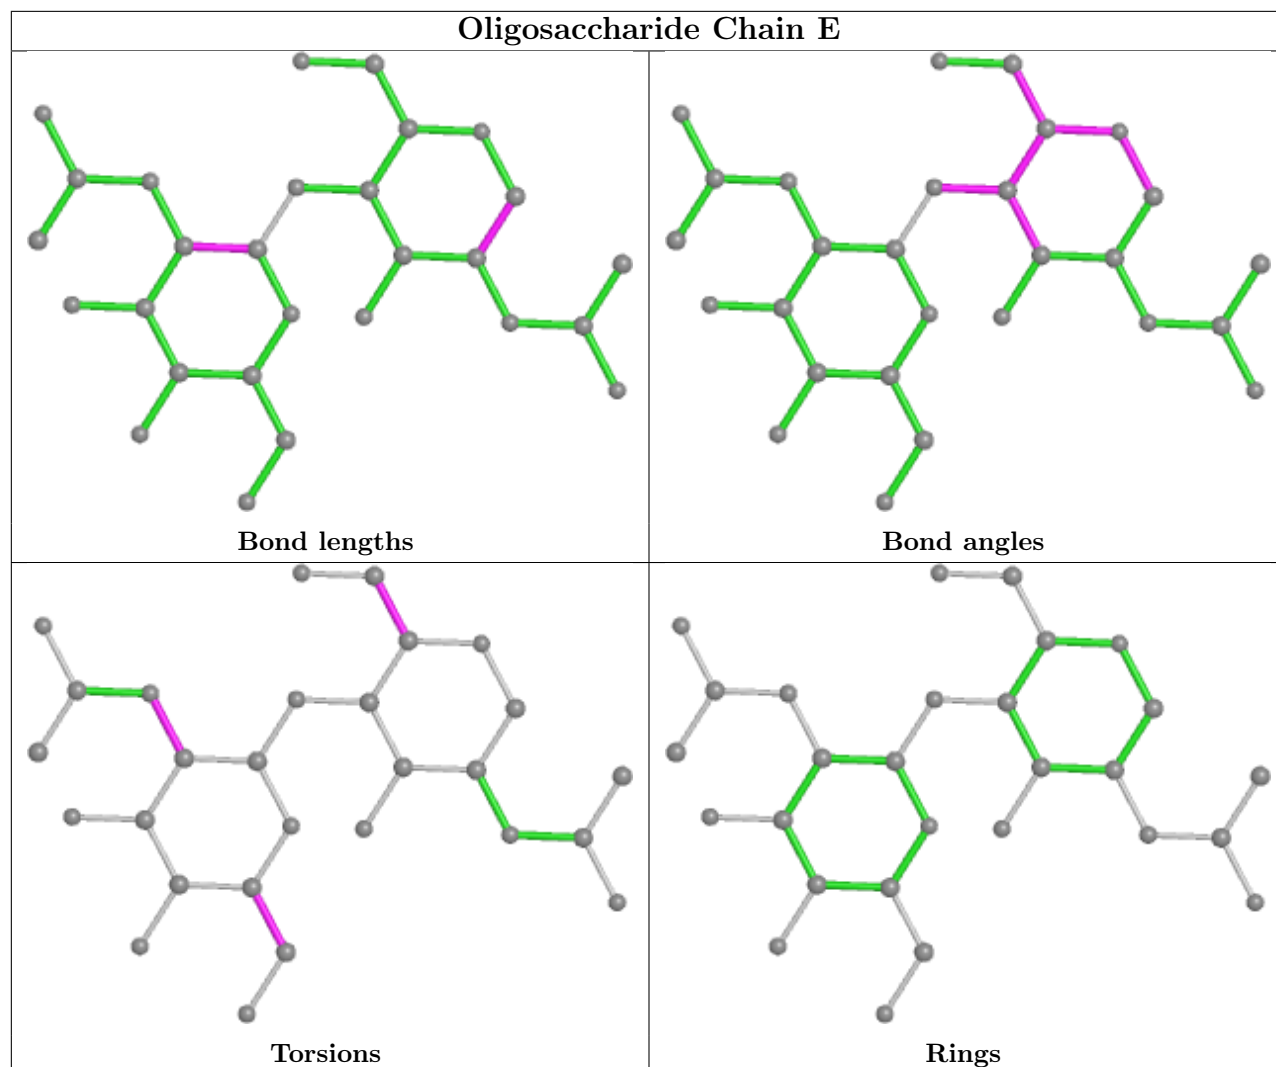 Oligosaccharide Chain E
Bond lengths
Bond angles
Torsions
Rings